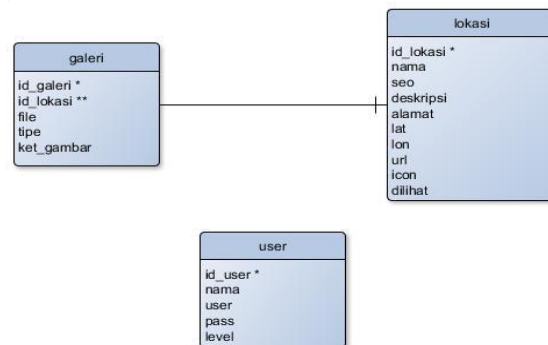 galeri
id_galeri *
id_lokasi **
file
tipe
ket_gambar
lokasi
id_lokasi *
nama
seo
deskripsi
alamat
lat
lon
url
icon
dilihat
user
id_user *
nama
user
pass
level